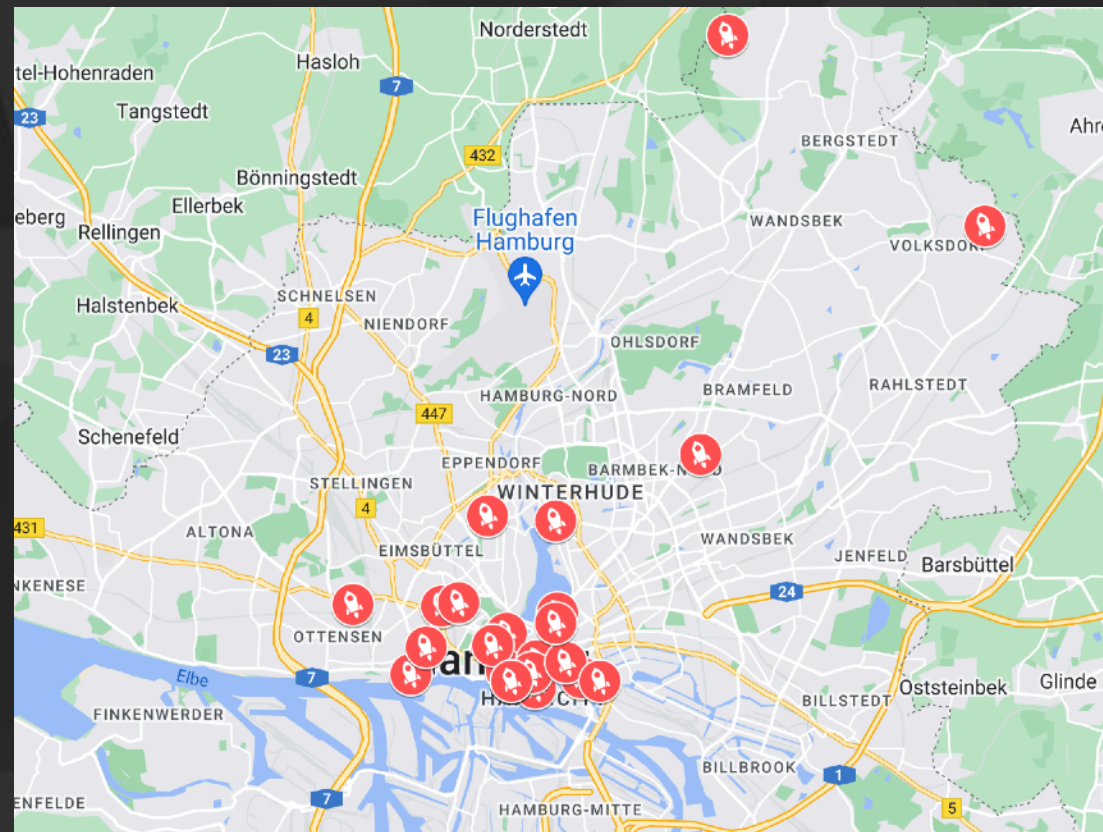 Norderstedt
Hasloh
tel-Hohenraden
7
Tangstedt
23
Ahr
BERGSTEDT
432
Bönningstedt
Ellerbek
eberg
Rellingen
Flughafen
Hamburg
WANDSBEK
VOLKSDORF
SCHNELSEN
Halstenbek
4
NIENDORF
OHLSDORF
23
RAHLSTEDT
BRAMFELD
HAMBURG-NORD
447
Schenefeld
EPPENDORF
BARMBEK-NORD
STELLINGEN
WINTERHUDE
4
431
ALTONA
WANDSBEK
EIMSBÜTTEL
JENFELD
Barsbüttel
NKENESE
24
OTTENSEN
an
7
Elbe
Oststeinbek
Glinde
BILLSTEDT
FINKENWERDER
BILLBROOK
1
ENFELDE
7
HAMBURG-MITTE
5